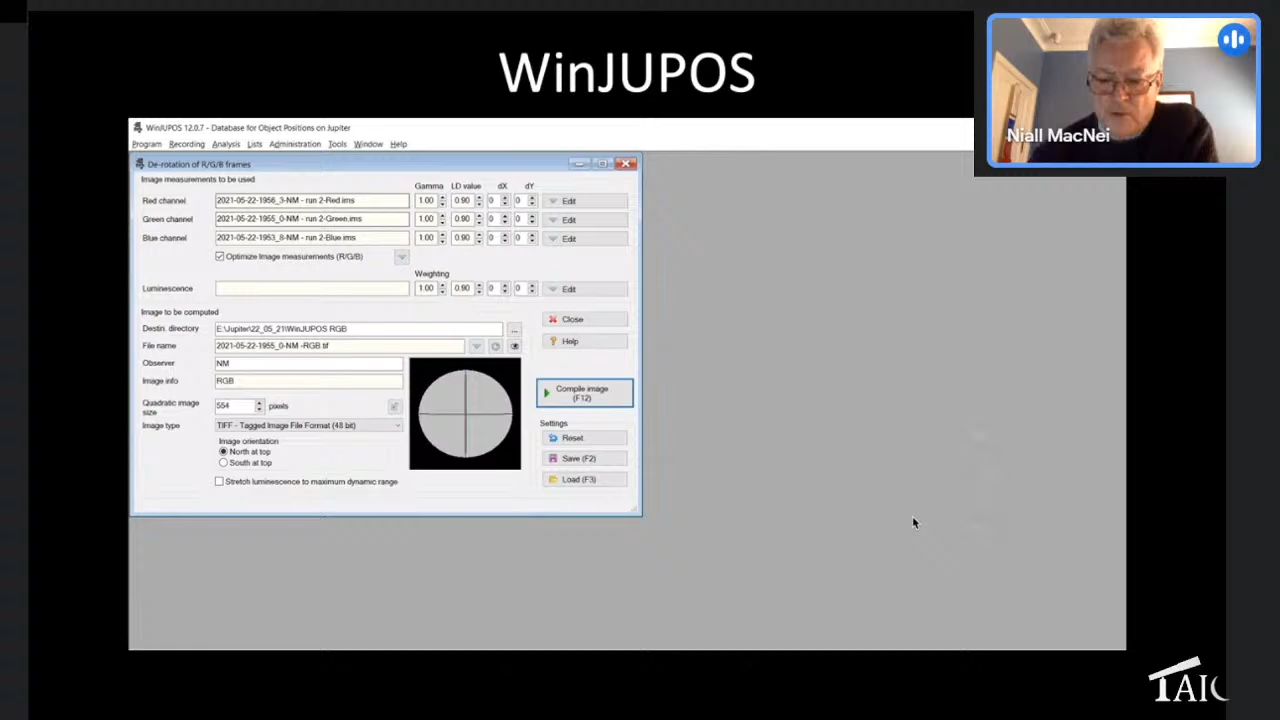 WinJUPOS
Niall MacNei
WinJUPOS 12.0.7 - Database for Object Positions on Jupiter
Program Recording Analysis Lists Administration Tools Window Help
De-rotation of R/G/B frames
Image measurements to be used
Gamma LD value dX dY
Red channel 2021-05-22-1956_3-NM - run 2-Red.ims 1.00 0.90 0 0 Edit
Green channel 2021-05-22-1955_0-NM - run 2-Green.ims 1.00 0.90 0 0 Edit
Blue channel 2021-05-22-1953_8-NM - run 2-Blue.ims 1.00 0.90 0 0 Edit
Optimize image measurements (R/G/B)
Weighting
Luminescence 1.00 0.90 0 0 Edit
Image to be computed
Destin. directory E:\Jupiter\22_05_21\WinJUPOS RGB ...
Close
File name 2021-05-22-1955_0-NM -RGB.tif
Help
Observer NM
Image info RGB
Compile image
(F12)
Quadratic image
size
554 pixels
Image type TIFF - Tagged Image File Format (48 bit)
Settings
Image orientation
Reset
North at top
Save (F2)
South at top
Stretch luminescence to maximum dynamic range
Load (F3)
TAIC